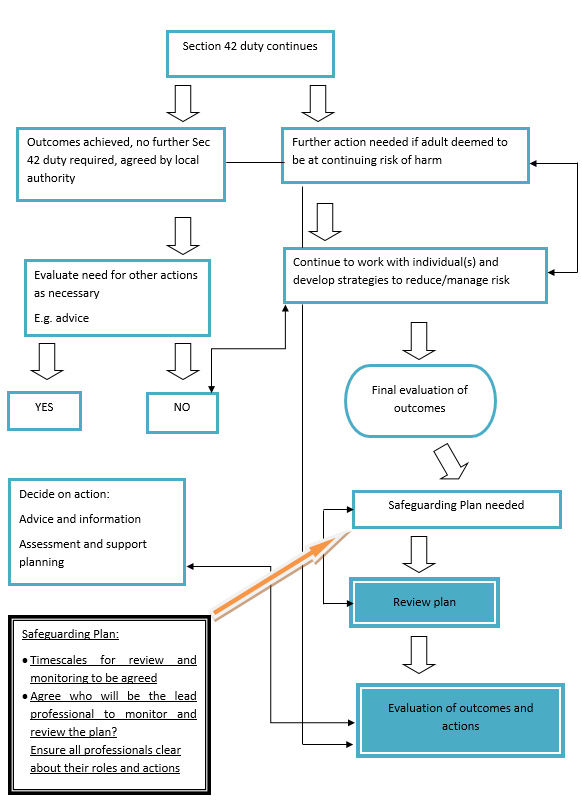 Section 42 duty continues
Outcomes achieved, no further Sec
42 duty required, agreed by local
authority
Further action needed if adult deemed to
be at continuing risk of harm
Evaluate need for other actions
as necessary
E.g. advice
Continue to work with individual(s) and
develop strategies to reduce/manage risk
YES
NO
Final evaluation of
outcomes
Decide on action:
Advice and information
Assessment and support
planning
Safeguarding Plan needed
Review plan
Safeguarding Plan:
• Timescales for review and
monitoring to be agreed
• Agree who will be the lead
professional to monitor and
review the plan?
Ensure all professionals clear
about their roles and actions
Evaluation of outcomes and
actions